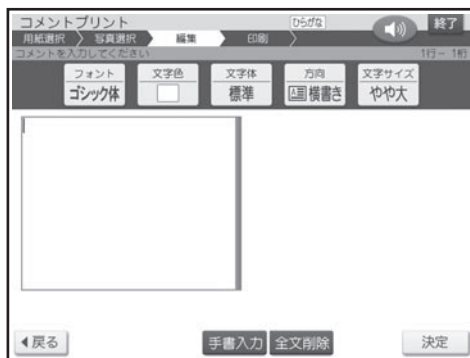 コメントプリント ひらがな 終了
用紙選択 写真選択 編集 印刷
コメントを入力してください 1行－ 1桁
フォント 文字色 文字体 方向 文字サイズ
ゴシック体 標準 A 横書き やや大
戻る 手書入力 全文削除 決定